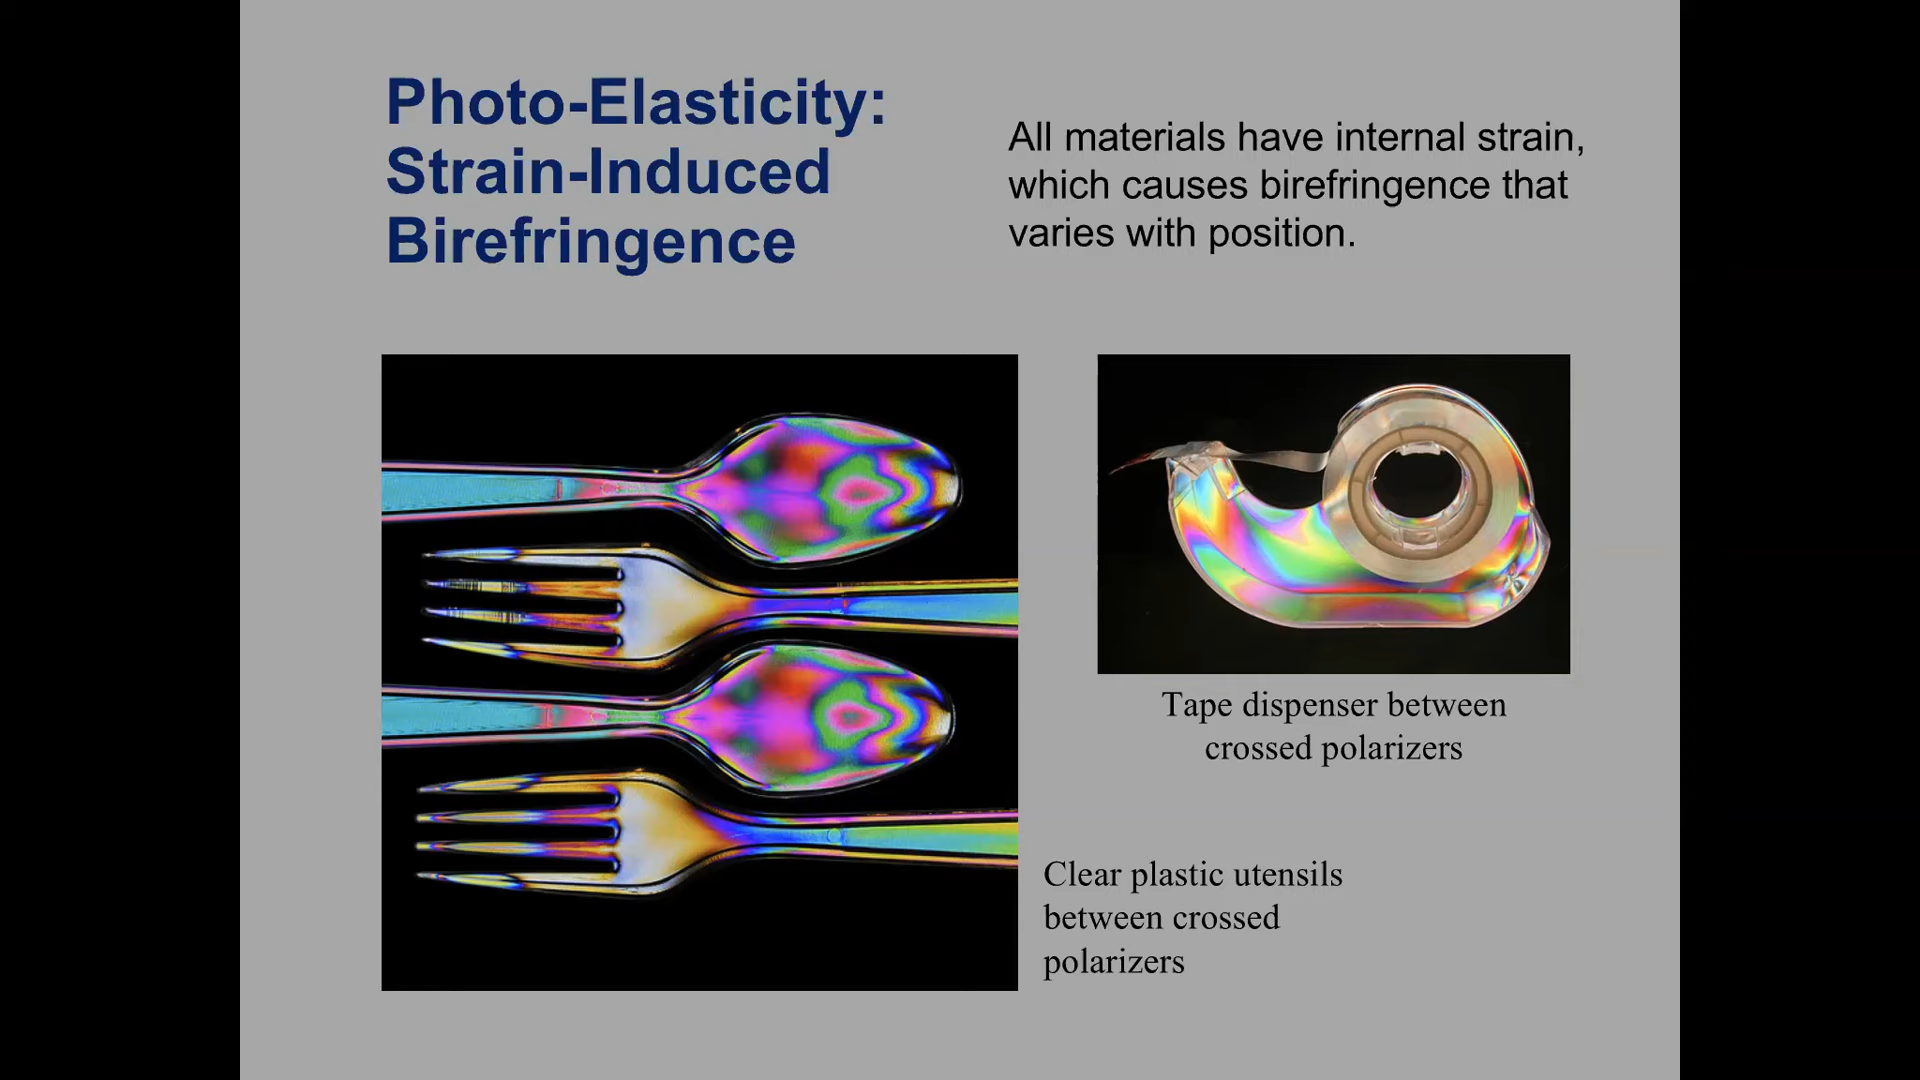 Photo-Elasticity:
Strain-Induced
Birefringence
All materials have internal strain,
which causes birefringence that
varies with position.
Tape dispenser between
crossed polarizers
Clear plastic utensils
between crossed
polarizers